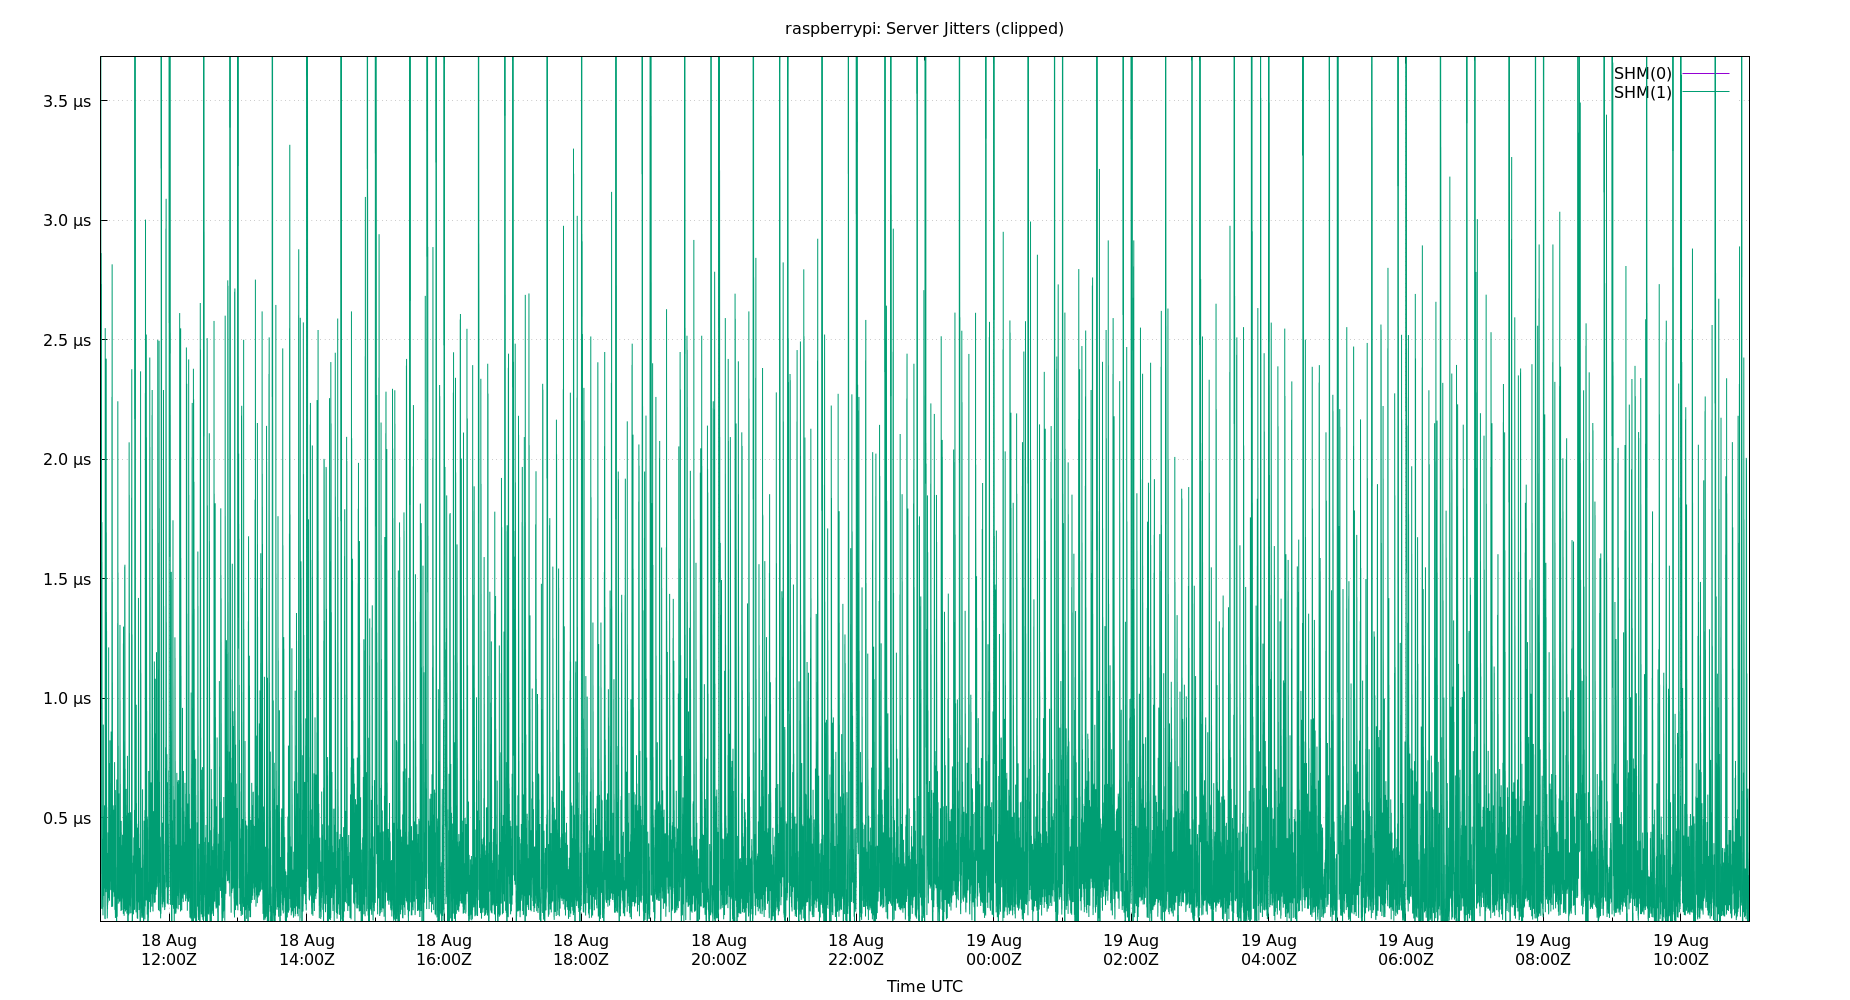 raspberrypi: Server Jitters (clipped)
SHM(0)
SHM(1)
3.5 µs
3.0 µs
2.5 µs
2.0 µs
1.5 µs
1.0 µs
0.5 µs
18 Aug 18 Aug 18 Aug 18 Aug 18 Aug 18 Aug 19 Aug 19 Aug 19 Aug 19 Aug 19 Aug 19 Aug
12:00Z 14:00Z 16:00Z 18:00Z 20:00Z 22:00Z 00:00Z 02:00Z 04:00Z 06:00Z 08:00Z 10:00Z
Time UTC